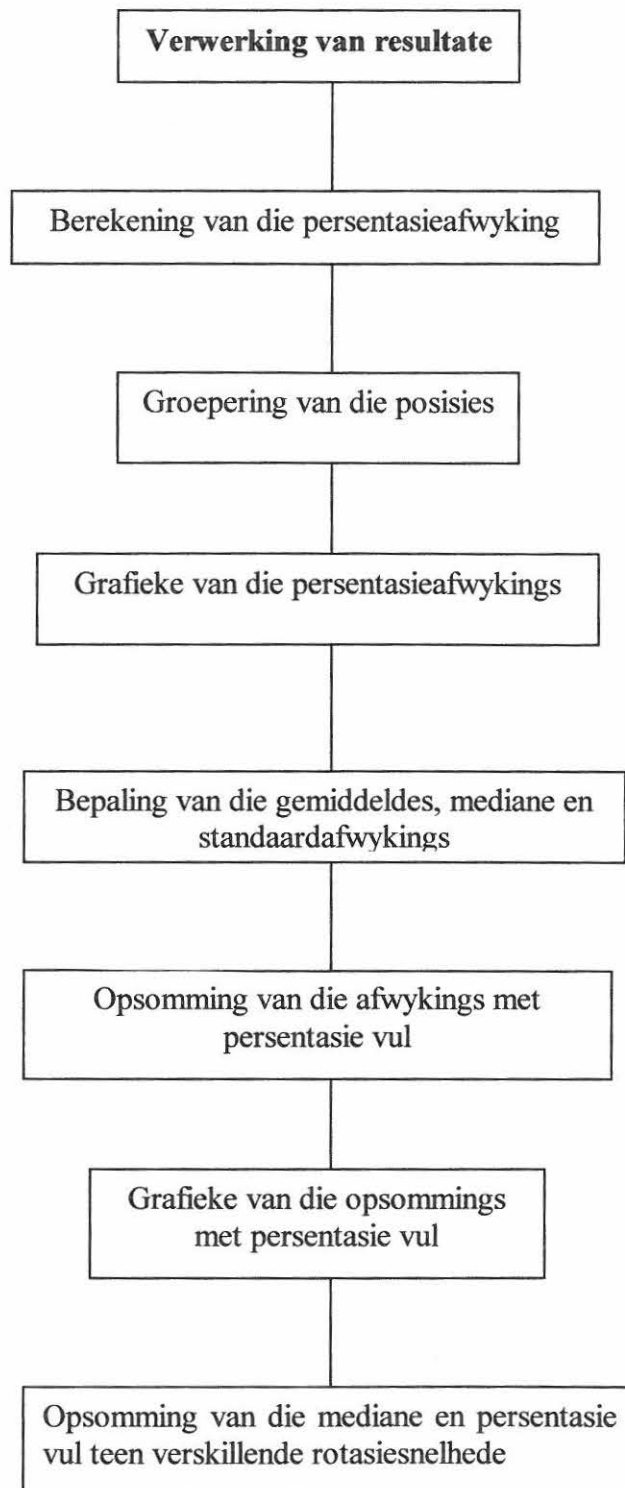 Verwerking van resultate
Berekening van die persentasieafwyking
Groepering van die posisies
Grafieke van die persentasieafwykings
Bepaling van die gemiddeldes, mediane en
standaardafwykings
Opsomming van die afwykings met
persentasie vul
Grafieke van die opsommings
met persentasie vul
Opsomming van die mediane en persentasie
vul teen verskillende rotasiesnelhede